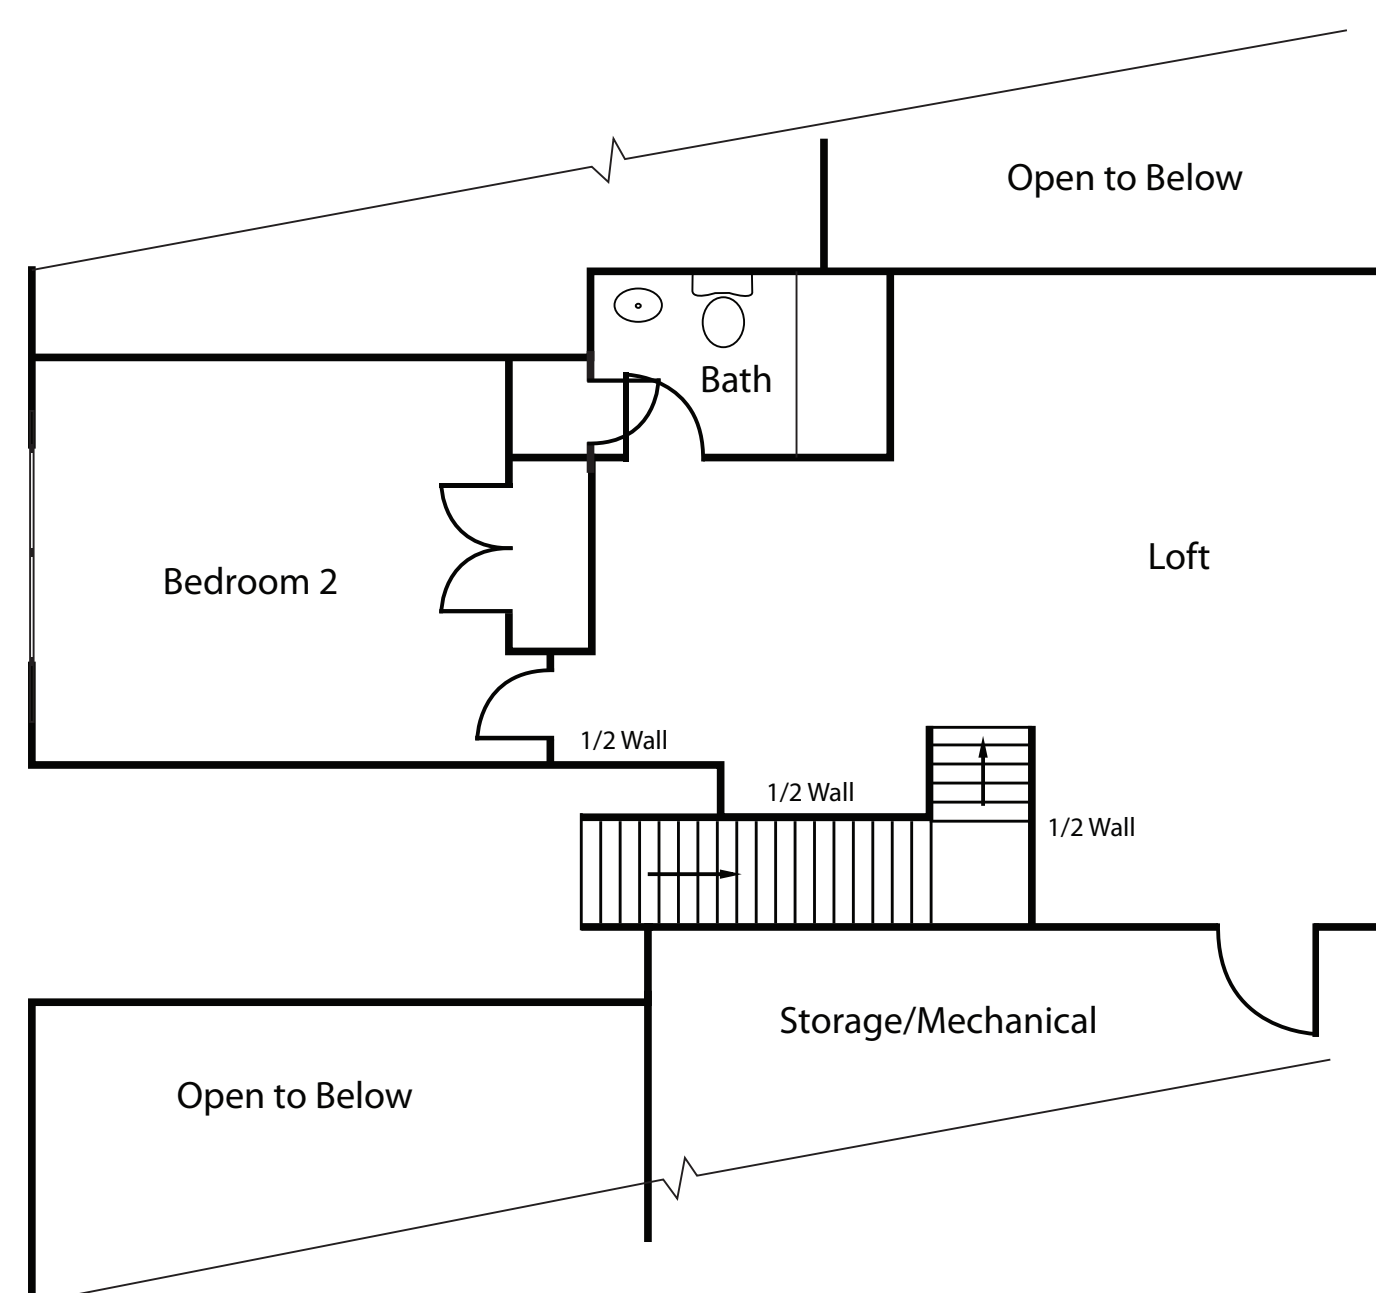 Open to Below
Bath
Loft
Bedroom 2
1/2 Wall
1/2 Wall
1/2 Wall
Storage/Mechanical
Open to Below